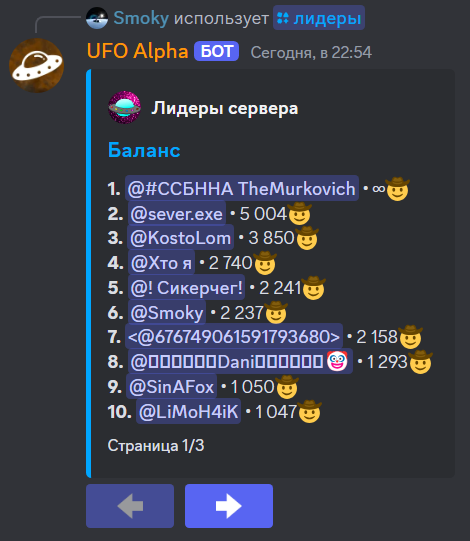 Smoky использует лидеры
UFO Alpha БОТ Сегодня, в 22:54
Лидеры сервера
Баланс
1. @#ССБННА TheMurkovich • ∞🤠
2. @sever.exe • 5 004🤠
3. @KostoLom • 3 850🤠
4. @Хто я • 2 740🤠
5. @! Сикерчег! • 2 241🤠
6. @Smoky • 2 237🤠
7. <@676749061591793680> • 2 158🤠
8. @▯▯▯▯▯▯Dani▯▯▯▯▯▯🤡 • 1 293🤠
9. @SinAFox • 1 050🤠
10. @LiMoH4iK • 1 047🤠
Страница 1/3